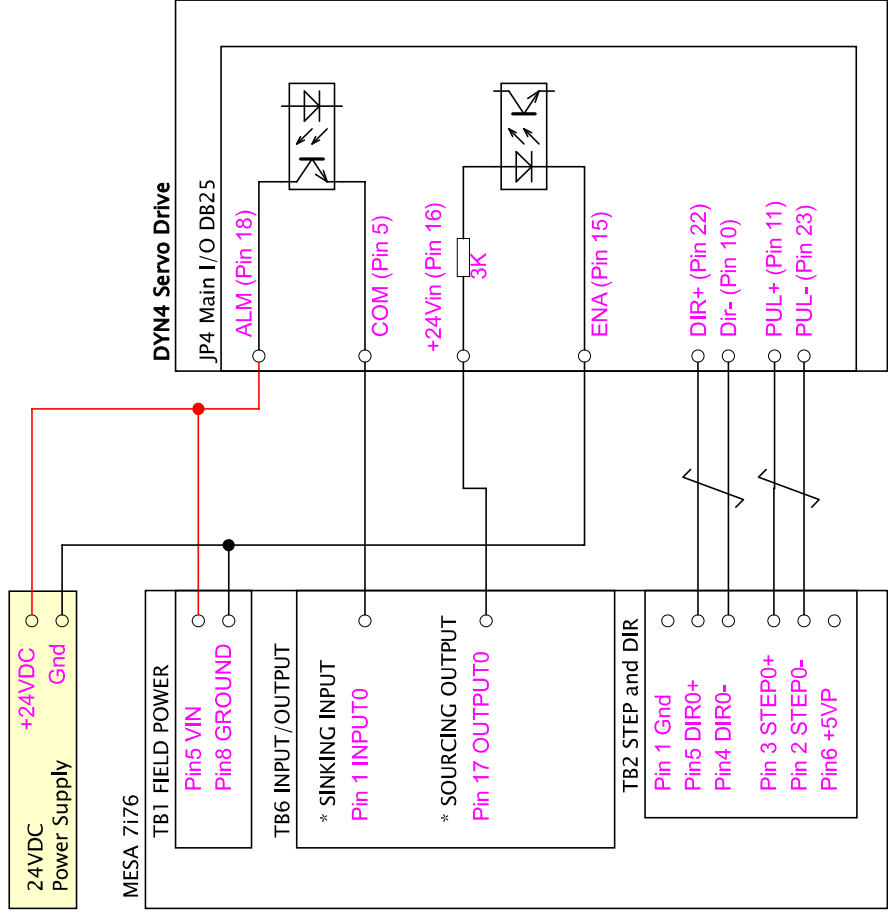 24VDC
Power Supply
+24VDC
Gnd
MESA 7i76
TB1 FIELD POWER
Pin5 VIN
Pin8 GROUND
TB6 INPUT/OUTPUT
* SINKING INPUT
Pin 1 INPUT0
* SOURCING OUTPUT
Pin 17 OUTPUT0
TB2 STEP and DIR
Pin 1 Gnd
Pin5 DIR0+
Pin4 DIR0-
Pin 3 STEP0+
Pin 2 STEP0-
Pin6 +5VP
DYN4 Servo Drive
JP4 Main I/O DB25
ALM (Pin 18)
COM (Pin 5)
+24Vin (Pin 16)
3K
ENA (Pin 15)
DIR+ (Pin 22)
Dir- (Pin 10)
PUL+ (Pin 11)
PUL- (Pin 23)